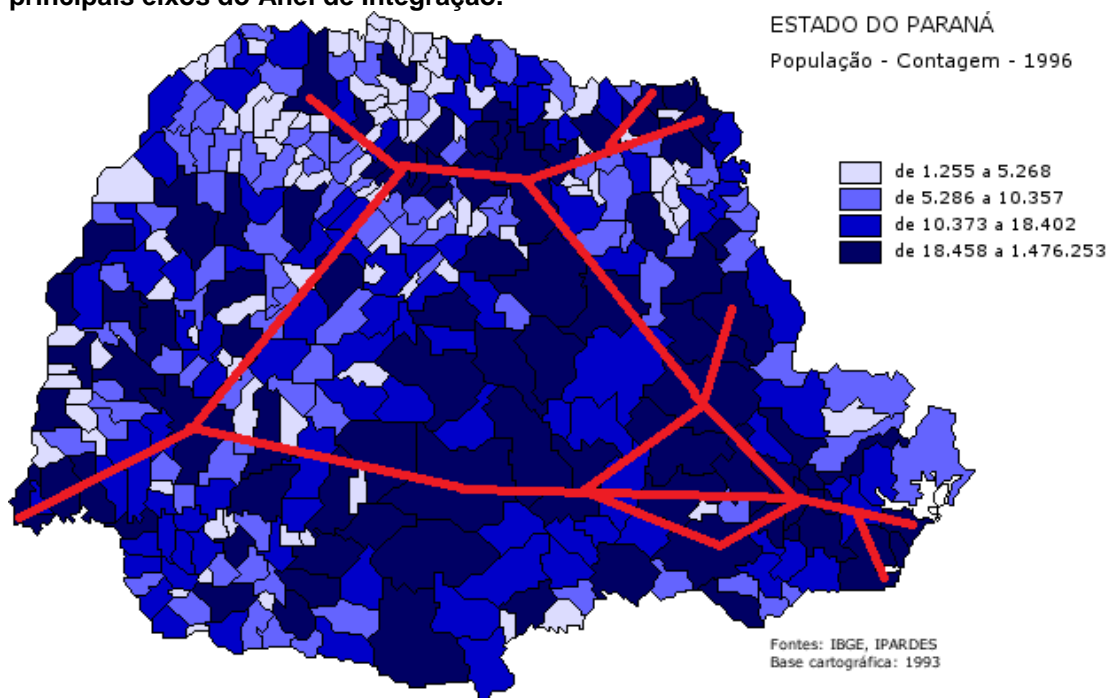 principais eixos do Anel de Integração.
ESTADO DO PARANÁ
População - Contagem - 1996
de 1.255 a 5.268
de 5.286 a 10.357
de 10.373 a 18.402
de 18.458 a 1.476.253
Fontes: IBGE, IPARDES
Base cartográfica: 1993